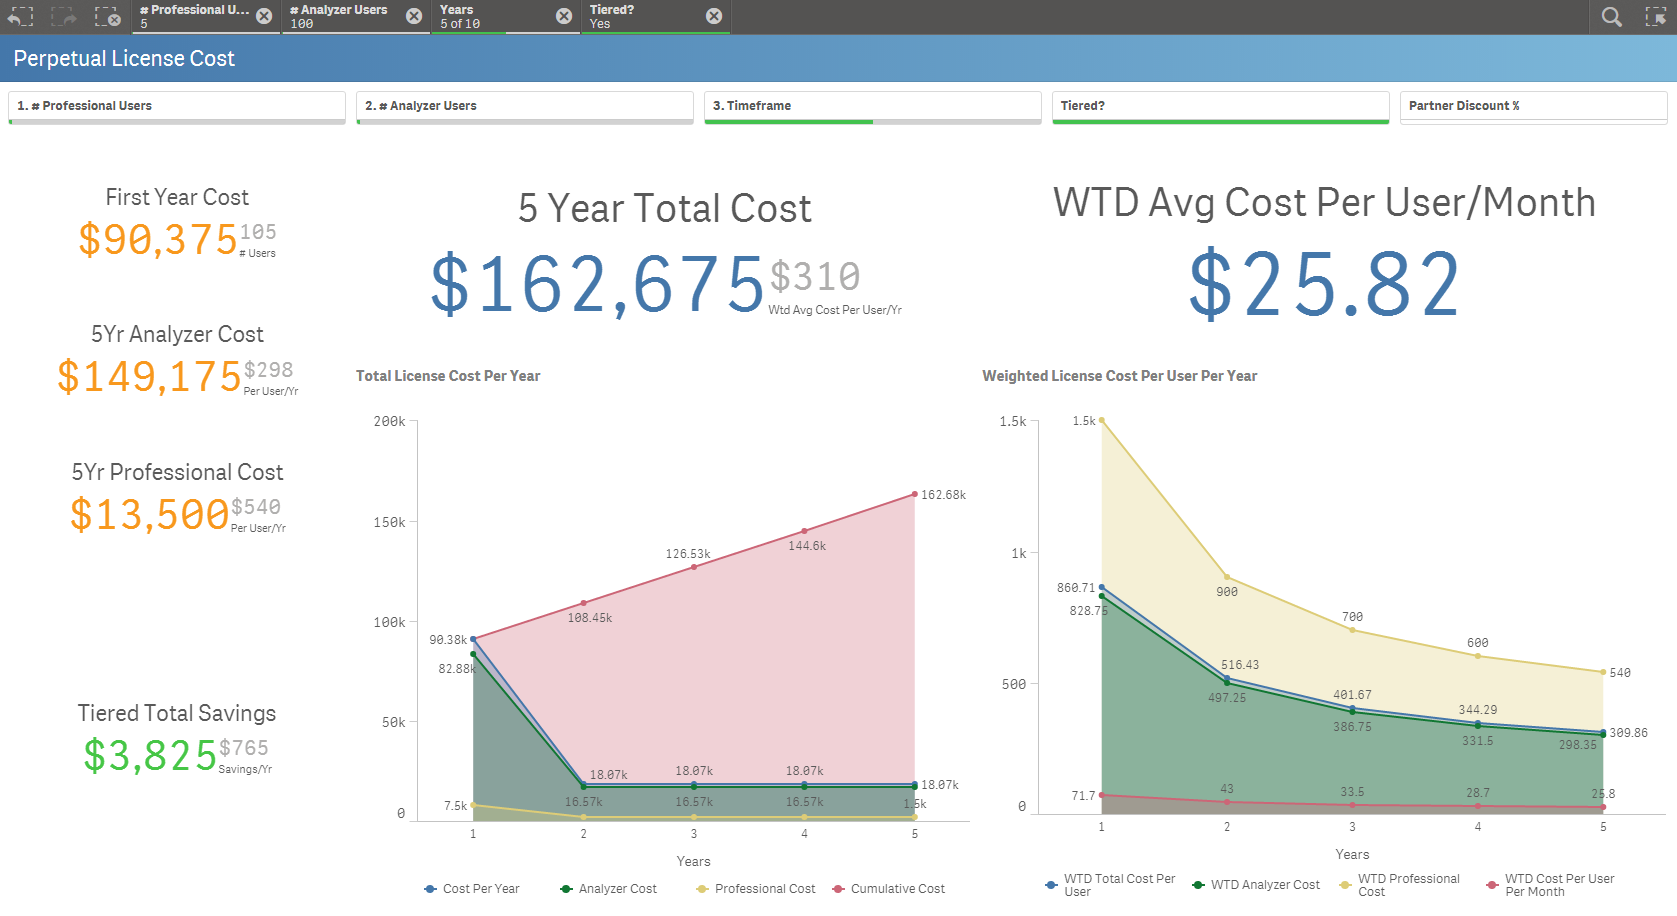 # Professional U...
5
# Analyzer Users
100
Years
5 of 10
Tiered?
Yes
Perpetual License Cost
1. # Professional Users
2. # Analyzer Users
3. Timeframe
Tiered?
Partner Discount %
First Year Cost
$90,375
105
# Users
5Yr Analyzer Cost
$149,175
$298
Per User/Yr
5Yr Professional Cost
$13,500
$540
Per User/Yr
Tiered Total Savings
$3,825
$765
Savings/Yr
5 Year Total Cost
$162,675
$310
Wtd Avg Cost Per User/Yr
WTD Avg Cost Per User/Month
$25.82
Total License Cost Per Year
200k
150k
100k
50k
0
162.68k
144.6k
126.53k
108.45k
90.38k
82.88k
7.5k
18.07k
18.07k
18.07k
18.07k
16.57k
16.57k
16.57k
1.5k
1
2
3
4
5
Years
Cost Per Year
Analyzer Cost
Professional Cost
Cumulative Cost
Weighted License Cost Per User Per Year
1.5k
1k
500
0
1.5k
900
700
600
540
860.71
828.75
516.43
497.25
401.67
386.75
344.29
331.5
309.86
298.35
71.7
43
33.5
28.7
25.8
1
2
3
4
5
Years
WTD Total Cost Per
User
WTD Analyzer Cost
WTD Professional
Cost
WTD Cost Per User
Per Month